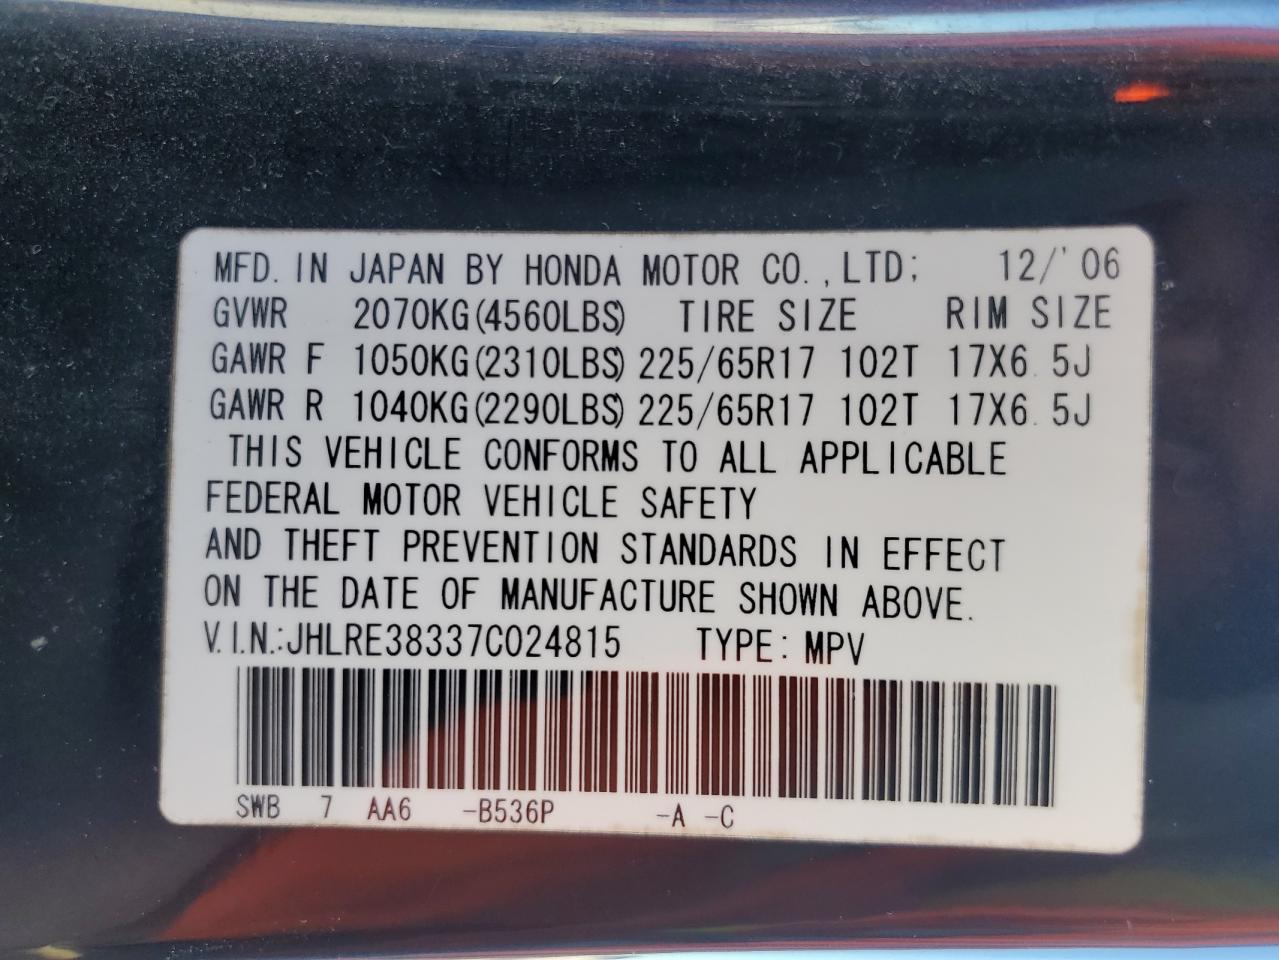 MFD. IN JAPAN BY HONDA MOTOR CO.,LTD; 12/'06
GVWR 2070KG(4560LBS) TIRE SIZE RIM SIZE
GAWR F 1050KG(2310LBS) 225/65R17 102T 17X6.5J
GAWR R 1040KG(2290LBS) 225/65R17 102T 17X6.5J
THIS VEHICLE CONFORMS TO ALL APPLICABLE
FEDERAL MOTOR VEHICLE SAFETY
AND THEFT PREVENTION STANDARDS IN EFFECT
ON THE DATE OF MANUFACTURE SHOWN ABOVE.
V.I.N.:JHLRE38337C024815 TYPE: MPV
SWB 7 AA6 -B536P -A -C